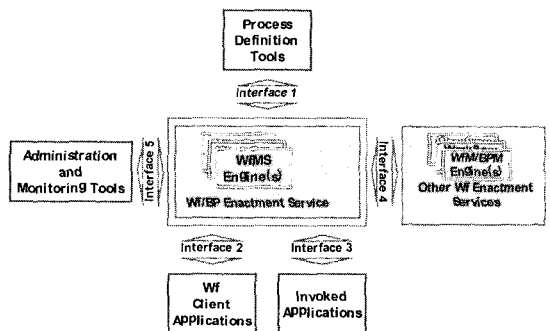 Process
Definition
Tools
Interface 1
Administration
and
Monitoring Tools
Interface 5
WfMS
Engine(s)
Wf/BP Enactment Service
Interface 4
WfM/BPM
Engine(s)
Other Wf Enactment
Services
Interface 2
Interface 3
Wf
Client
Applications
Invoked
Applications